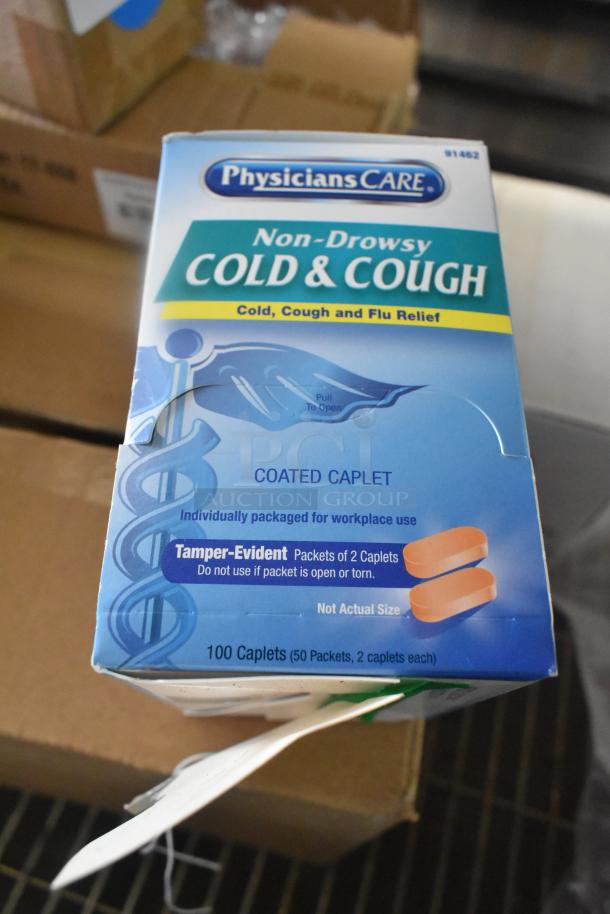 91462
PhysiciansCARE®
Non-Drowsy
COLD & COUGH
Cold, Cough and Flu Relief
Pull
To Open
PCI
AUCTION GROUP
COATED CAPLET
Individually packaged for workplace use
Tamper-Evident Packets of 2 Caplets
Do not use if packet is open or torn.
Not Actual Size
100 Caplets (50 Packets, 2 caplets each)